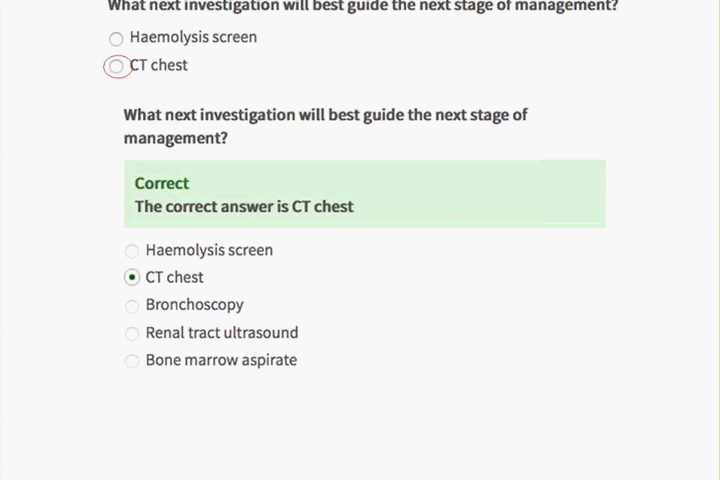 What next investigation will best guide the next stage of management?
Haemolysis screen
CT chest
What next investigation will best guide the next stage of
management?
Correct
The correct answer is CT chest
Haemolysis screen
CT chest
Bronchoscopy
Renal tract ultrasound
Bone marrow aspirate